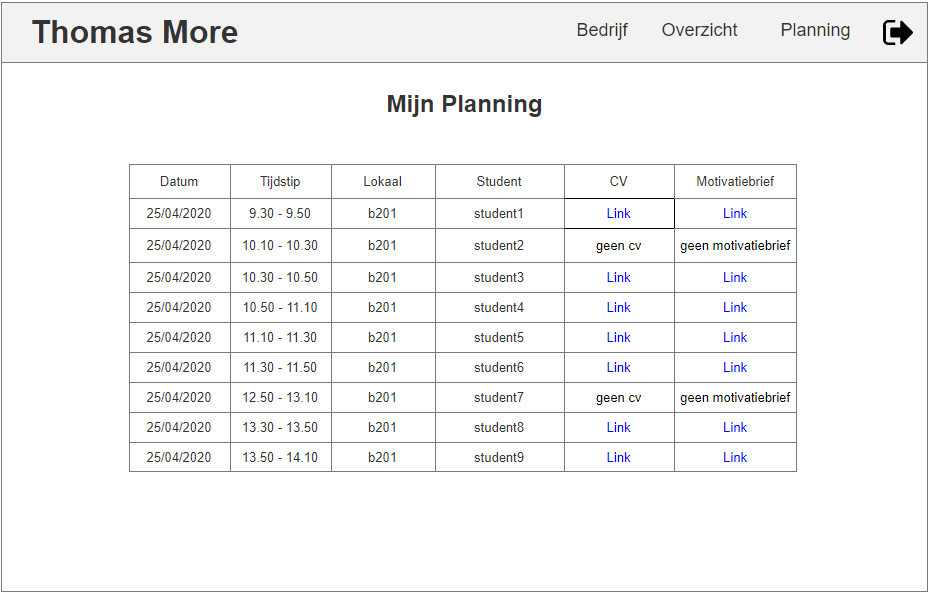 Thomas More Bedrijf Overzicht Planning
Mijn Planning
Datum Tijdstip Lokaal Student CV Motivatiebrief
25/04/2020 9.30 - 9.50 b201 student1 Link Link
25/04/2020 10.10 - 10.30 b201 student2 geen cv geen motivatiebrief
25/04/2020 10.30 - 10.50 b201 student3 Link Link
25/04/2020 10.50 - 11.10 b201 student4 Link Link
25/04/2020 11.10 - 11.30 b201 student5 Link Link
25/04/2020 11.30 - 11.50 b201 student6 Link Link
25/04/2020 12.50 - 13.10 b201 student7 geen cv geen motivatiebrief
25/04/2020 13.30 - 13.50 b201 student8 Link Link
25/04/2020 13.50 - 14.10 b201 student9 Link Link